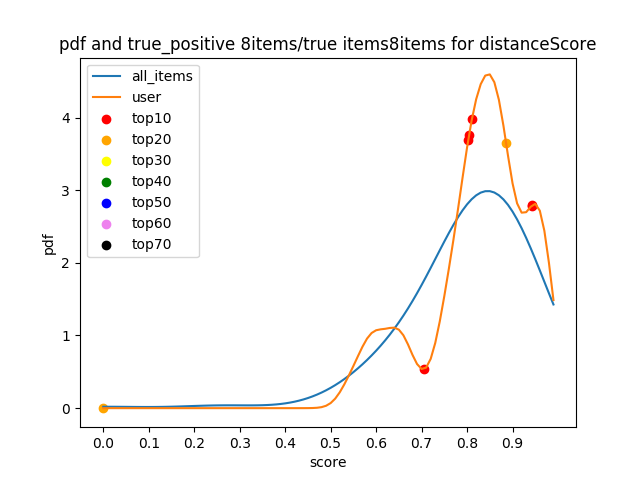 pdf and true_positive 8items/true items8items for distanceScore
all_items
user
top10
top20
top30
top40
top50
top60
top70
pdf
4
3
2
1
0
0.0 0.1 0.2 0.3 0.4 0.5 0.6 0.7 0.8 0.9
score